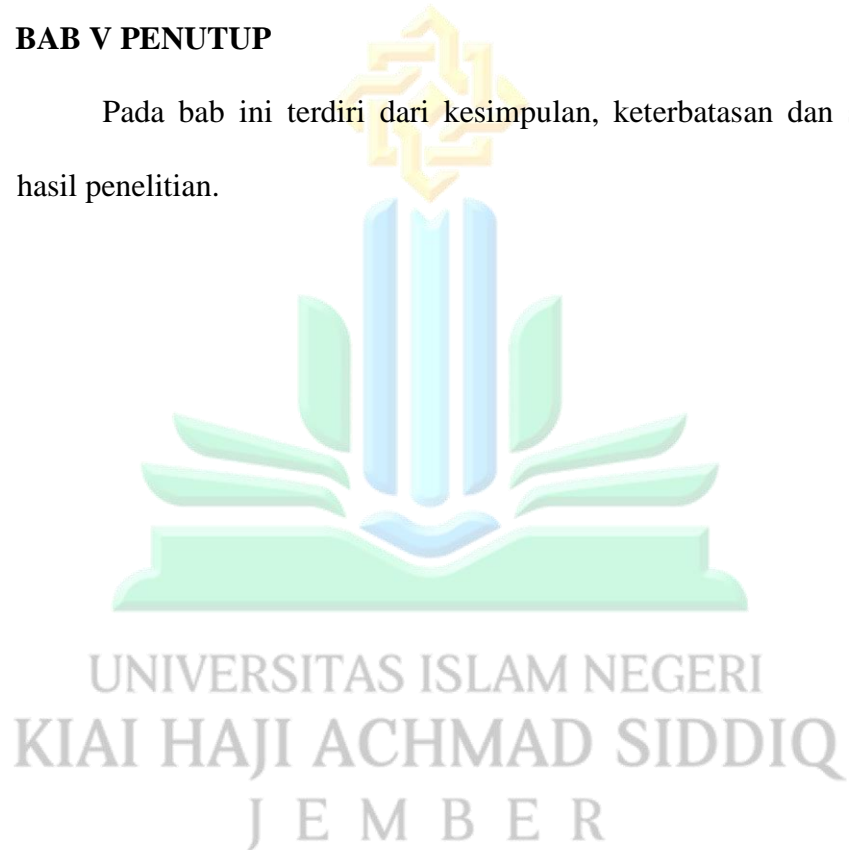 BAB V PENUTUP
Pada bab ini terdiri dari kesimpulan, keterbatasan dan
hasil penelitian.
UNIVERSITAS ISLAM NEGERI
KIAI HAJI ACHMAD SIDDIQ
JEMBER